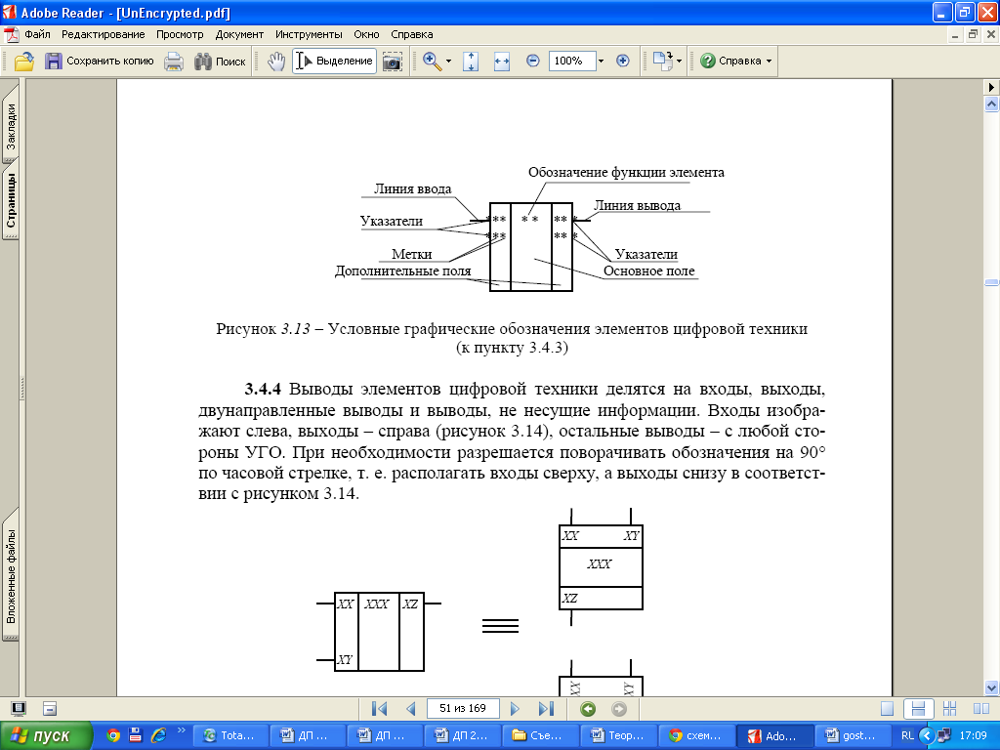 Adobe Reader - [UnEncrypted.pdf]
Файл Редактирование Просмотр Документ Инструменты Окно Справка
Сохранить копию Поиск Выделение 100% Справка
Закладки
Страницы
Вложенные файлы
Обозначение функции элемента
Линия ввода
Линия вывода
Указатели
*** ** ***
*** ***
Метки Указатели
Дополнительные поля Основное поле
Рисунок 3.13 – Условные графические обозначения элементов цифровой техники
(к пункту 3.4.3)
3.4.4 Выводы элементов цифровой техники делятся на входы, выходы,
двунаправленные выводы и выводы, не несущие информации. Входы изобра-
жают слева, выходы – справа (рисунок 3.14), остальные выводы – с любой сто-
роны УГО. При необходимости разрешается поворачивать обозначения на 90°
по часовой стрелке, т. е. располагать входы сверху, а выходы снизу в соответст-
вии с рисунком 3.14.
XX XY
XXX
XZ
XX XXX XZ
XY
XX XY
51 из 169
пуск Tota... ДП ... ДП ... ДП 2... Съе... Теор... схем... Ado... gost... RL 17:09